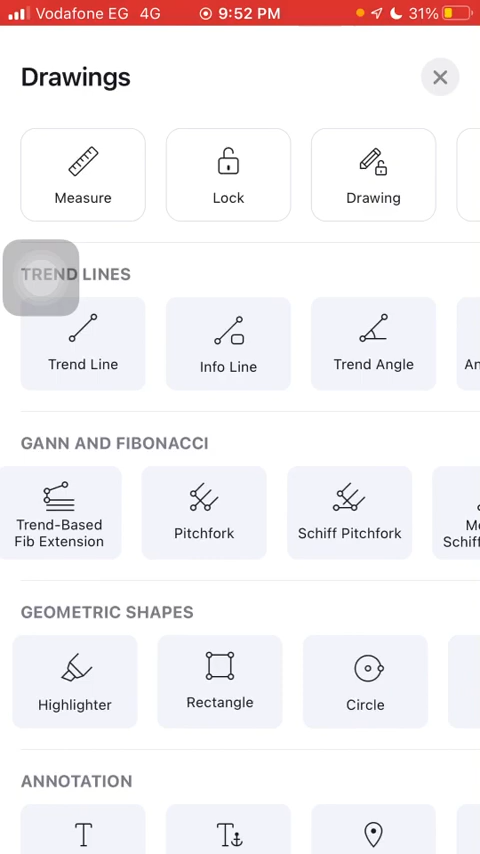 Vodafone EG 4G 9:52 PM 31%
Drawings
Measure Lock Drawing
TREND LINES
Trend Line Info Line Trend Angle
GANN AND FIBONACCI
Trend-Based
Fib Extension Pitchfork Schiff Pitchfork
Schiff
GEOMETRIC SHAPES
Highlighter Rectangle Circle
ANNOTATION